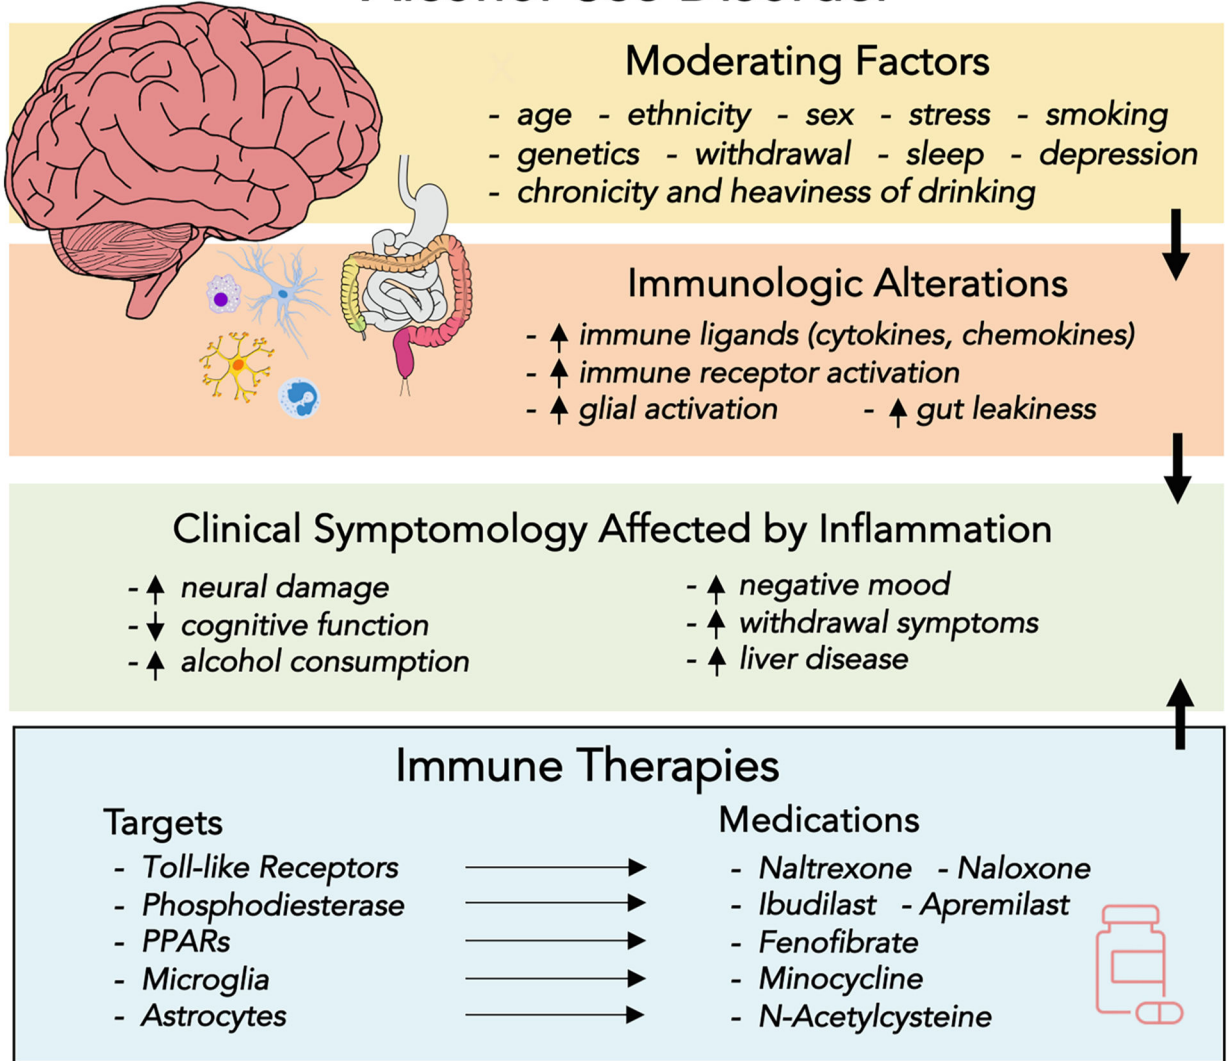 Alcohol Use Disorder
Moderating Factors
- age - ethnicity - sex - stress - smoking
- genetics - withdrawal - sleep - depression
- chronicity and heaviness of drinking
Immunologic Alterations
- ↑ immune ligands (cytokines, chemokines)
- ↑ immune receptor activation
- ↑ glial activation - ↑ gut leakiness
Clinical Symptomology Affected by Inflammation
- ↑ neural damage
- ↓ cognitive function
- ↑ alcohol consumption
- ↑ negative mood
- ↑ withdrawal symptoms
- ↑ liver disease
Immune Therapies
Targets Medications
- Toll-like Receptors → - Naltrexone - Naloxone
- Phosphodiesterase → - Ibudilast - Apremilast
- PPARs → - Fenofibrate
- Microglia → - Minocycline
- Astrocytes → - N-Acetylcysteine